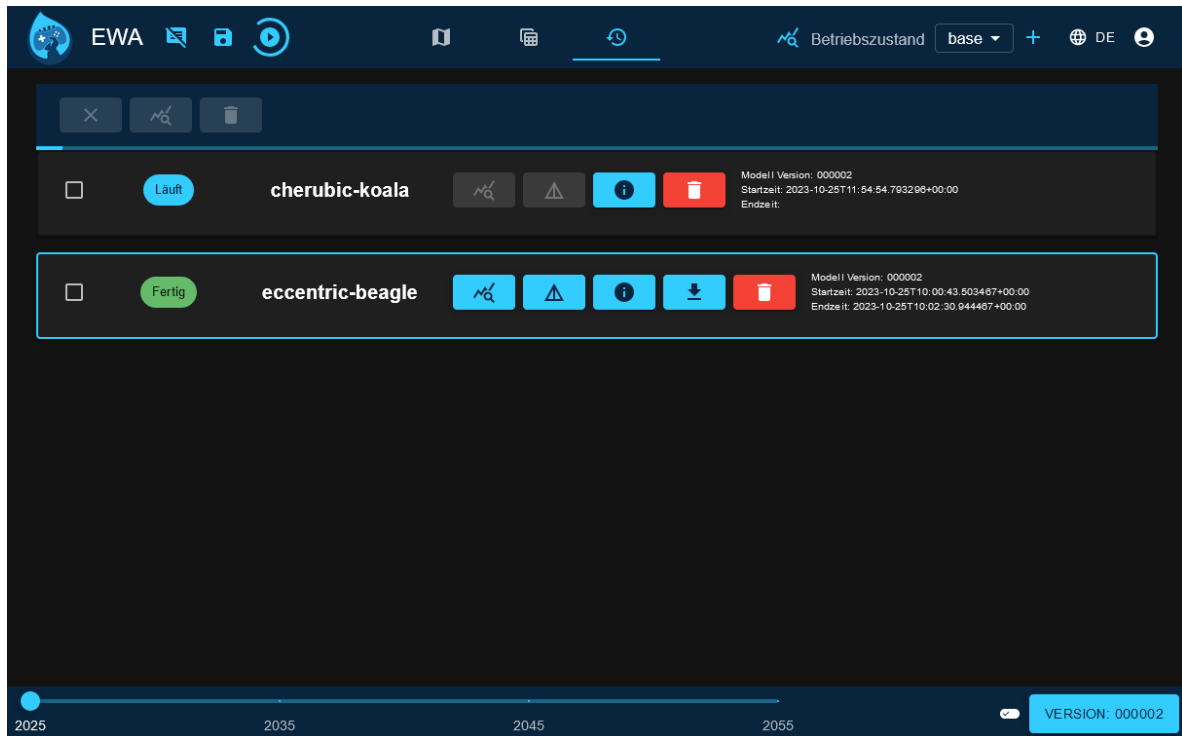 EWA
Betriebszustand
base
DE
Läuft
cherubic-koala
Modell Version: 000002
Startzeit: 2023-10-25T11:54:54.793296+00:00
Endzeit:
Fertig
eccentric-beagle
Modell Version: 000002
Startzeit: 2023-10-25T10:00:43.503467+00:00
Endzeit: 2023-10-25T10:02:30.944467+00:00
2025
2035
2045
2055
VERSION: 000002